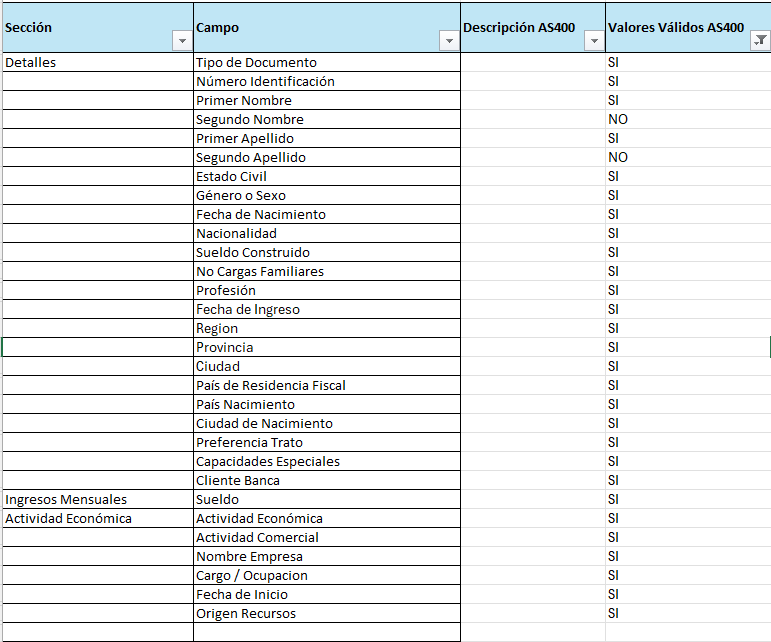 Sección Campo Descripción AS400 Valores Válidos AS400
Detalles Tipo de Documento SI
Número Identificación SI
Primer Nombre SI
Segundo Nombre NO
Primer Apellido SI
Segundo Apellido NO
Estado Civil SI
Género o Sexo SI
Fecha de Nacimiento SI
Nacionalidad SI
Sueldo Construido SI
No Cargas Familiares SI
Profesión SI
Fecha de Ingreso SI
Region SI
Provincia SI
Ciudad SI
País de Residencia Fiscal SI
País Nacimiento SI
Ciudad de Nacimiento SI
Preferencia Trato SI
Capacidades Especiales SI
Cliente Banca SI
Ingresos Mensuales Sueldo SI
Actividad Económica Actividad Económica SI
Actividad Comercial SI
Nombre Empresa SI
Cargo / Ocupacion SI
Fecha de Inicio SI
Origen Recursos SI